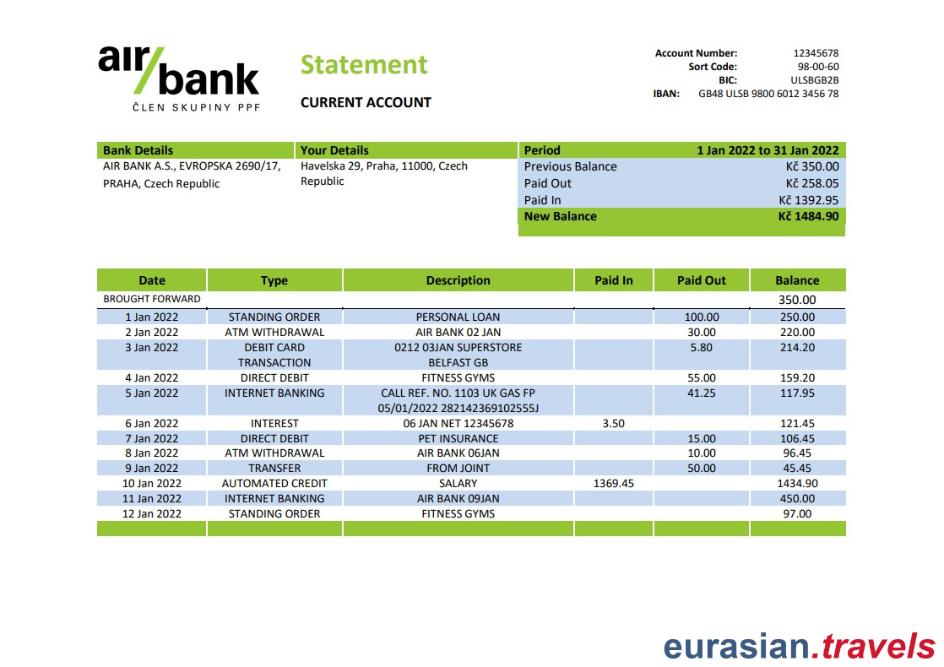 air/bank
ČLEN SKUPINY PPF
Statement
CURRENT ACCOUNT
Account Number: 12345678
Sort Code: 98-00-60
BIC: ULSBGB2B
IBAN: GB48 ULSB 9800 6012 3456 78
Bank Details
AIR BANK A.S., EVROPSKA 2690/17,
PRAHA, Czech Republic
Your Details
Havelska 29, Praha, 11000, Czech
Republic
Period 1 Jan 2022 to 31 Jan 2022
Previous Balance Kč 350.00
Paid Out Kč 258.05
Paid In Kč 1392.95
New Balance Kč 1484.90
Date Type Description Paid In Paid Out Balance
BROUGHT FORWARD 350.00
1 Jan 2022 STANDING ORDER PERSONAL LOAN 100.00 250.00
2 Jan 2022 ATM WITHDRAWAL AIR BANK 02 JAN 30.00 220.00
3 Jan 2022 DEBIT CARD 0212 03JAN SUPERSTORE 5.80 214.20
TRANSACTION BELFAST GB
4 Jan 2022 DIRECT DEBIT FITNESS GYMS 55.00 159.20
5 Jan 2022 INTERNET BANKING CALL REF. NO. 1103 UK GAS FP 41.25 117.95
05/01/2022 282142369102555J
6 Jan 2022 INTEREST 06 JAN NET 12345678 3.50 121.45
7 Jan 2022 DIRECT DEBIT PET INSURANCE 15.00 106.45
8 Jan 2022 ATM WITHDRAWAL AIR BANK 06JAN 10.00 96.45
9 Jan 2022 TRANSFER FROM JOINT 50.00 45.45
10 Jan 2022 AUTOMATED CREDIT SALARY 1369.45 1434.90
11 Jan 2022 INTERNET BANKING AIR BANK 09JAN 450.00
12 Jan 2022 STANDING ORDER FITNESS GYMS 97.00
eurasian.travels